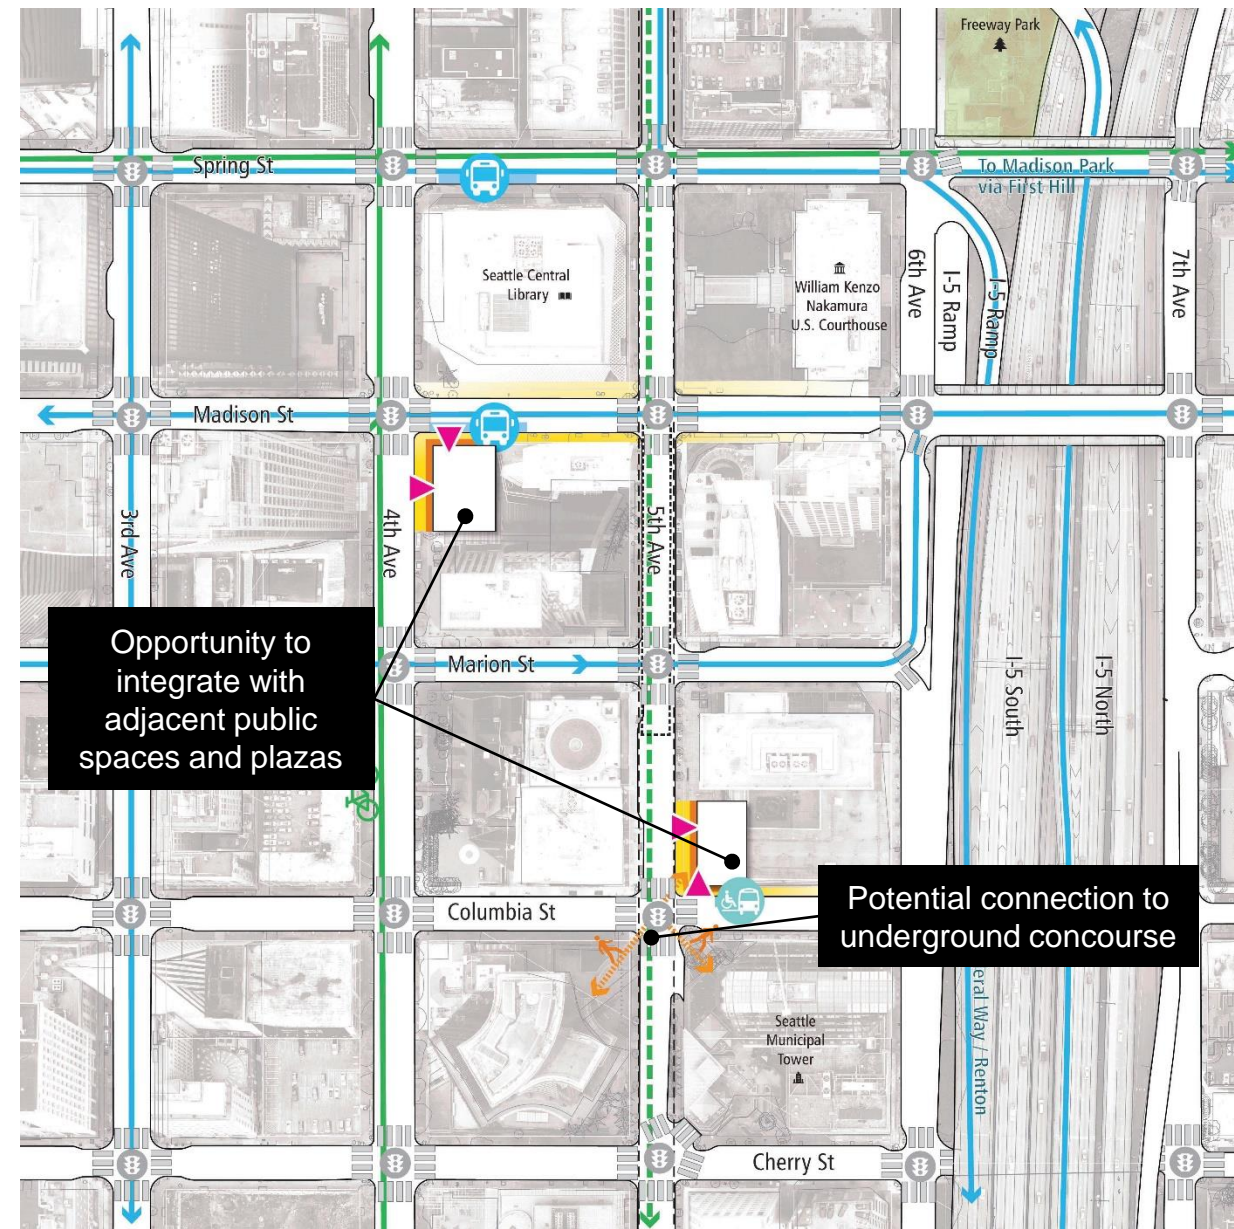 Freeway Park
Spring St
To Madison Park
via First Hill
Seattle Central
Library
William Kenzo
Nakamura
U.S. Courthouse
6th Ave
I-5 Ramp
I-5 Ramp
7th Ave
Madison St
3rd Ave
4th Ave
5th Ave
Opportunity to
integrate with
adjacent public
spaces and plazas
Marion St
I-5 South
I-5 North
Columbia St
Potential connection to
underground concourse
Seattle
Municipal
Tower
eral Way / Renton
Cherry St